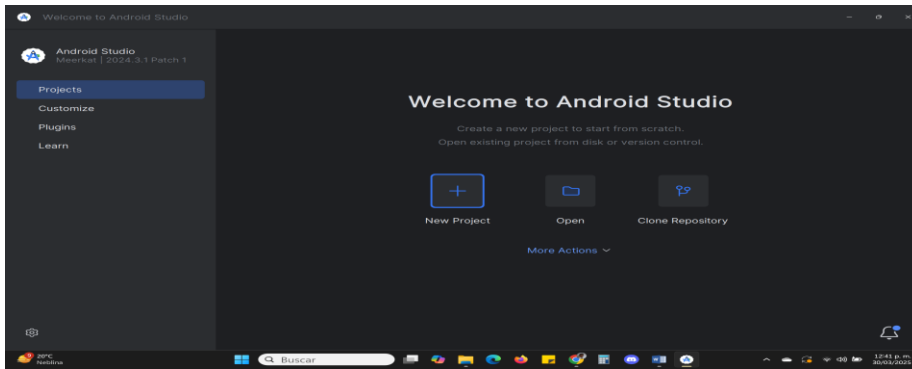 Welcome to Android Studio
Android Studio
Meerkat | 2024.3.1 Patch 1
Projects
Customize
Plugins
Learn
Welcome to Android Studio
Create a new project to start from scratch.
Open existing project from disk or version control.
New Project
Open
Clone Repository
More Actions
20°C
Neblina
Buscar
12:41 p. m.
30/03/2025